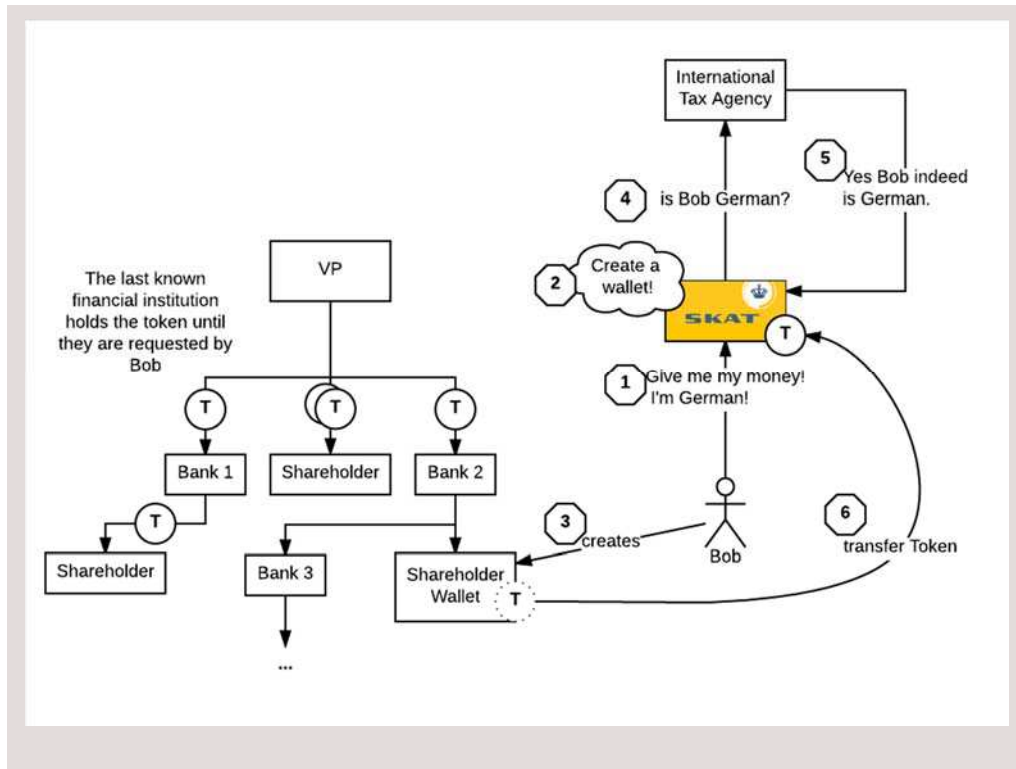 International
Tax Agency
5
Yes Bob indeed
is German.
4
is Bob German?
VP
2
Create a
wallet!
The last known
financial institution
holds the token until
they are requested by
Bob
SKAT
T
1
Give me my money!
I'm German!
T
T
T
Bank 1
Shareholder
Bank 2
T
3
creates
6
transfer Token
Bob
Shareholder
Bank 3
Shareholder
Wallet
T
...